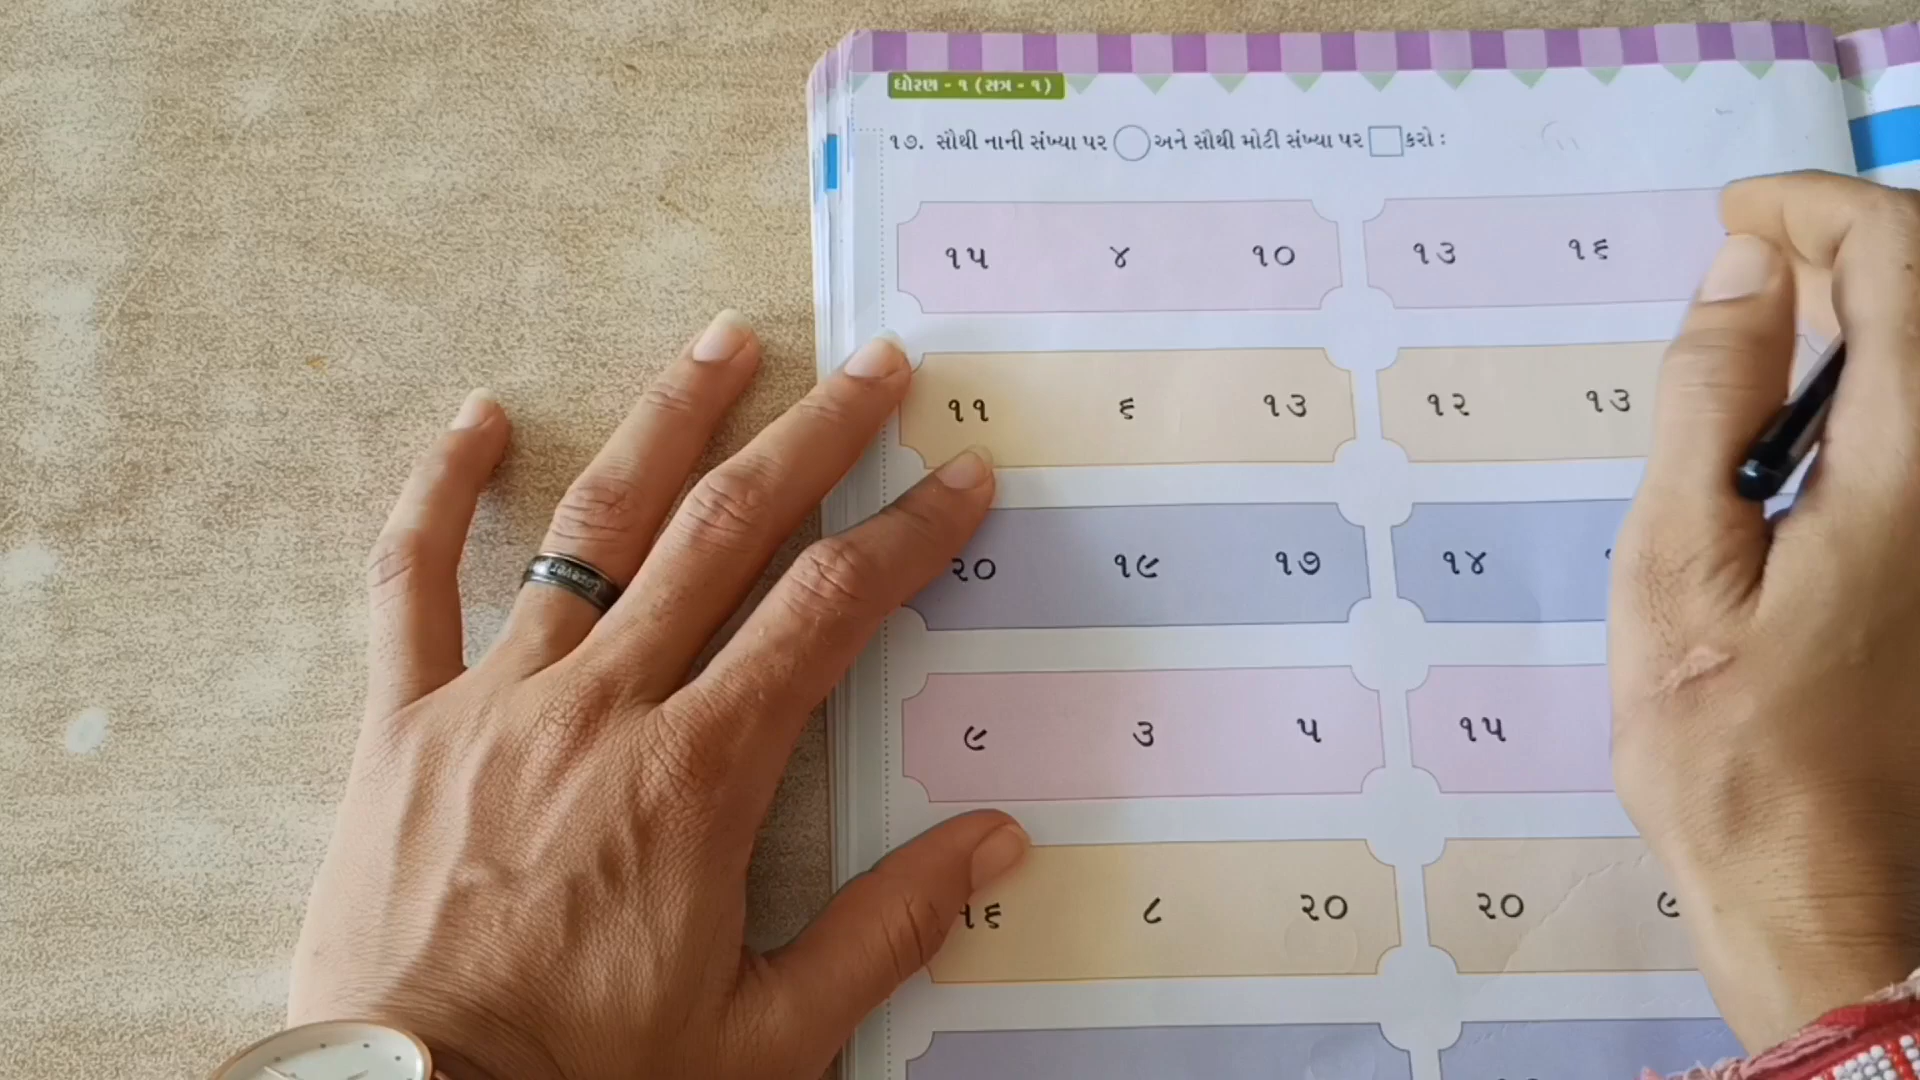 ધોરણ - ૧ (સત્ર - ૧)
૧૭. સૌથી નાની સંખ્યા પર અને સૌથી મોટી સંખ્યા પર કરો :
૧૫ ૪ ૧૦ ૧૩ ૧૬
૧૧ ૬ ૧૩ ૧૨ ૧૩
૨૦ ૧૯ ૧૭ ૧૪
૯ ૩ ૫ ૧૫
૧૬ ૮ ૨૦ ૨૦ ૯